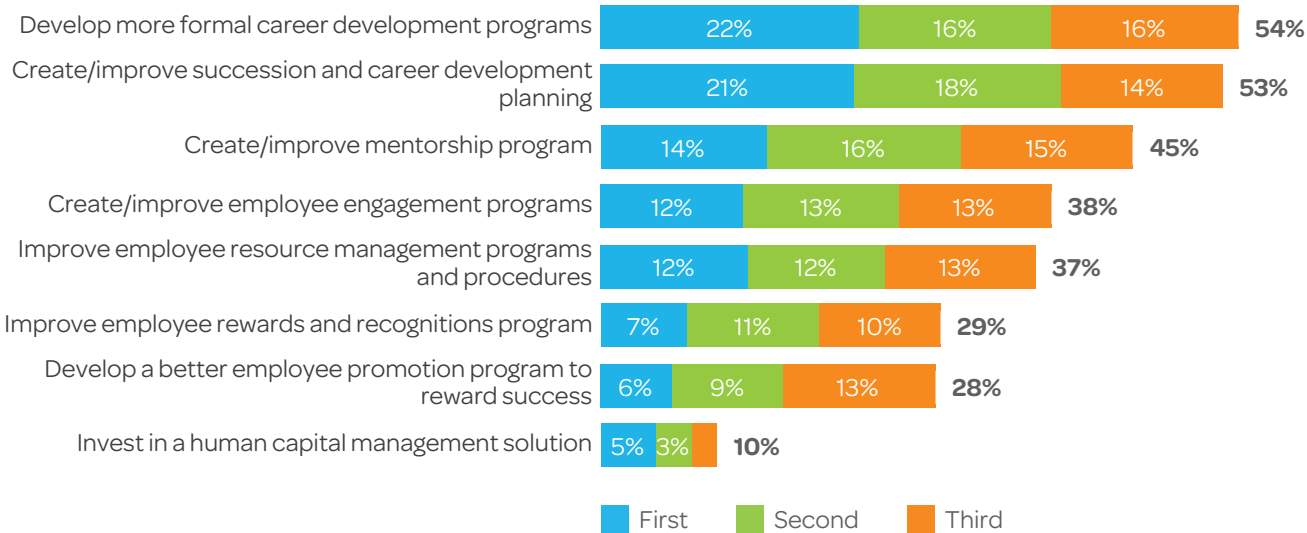 Develop more formal career development programs 22% 16% 16% 54%
Create/improve succession and career development
planning 21% 18% 14% 53%
Create/improve mentorship program 14% 16% 15% 45%
Create/improve employee engagement programs 12% 13% 13% 38%
Improve employee resource management programs
and procedures 12% 12% 13% 37%
Improve employee rewards and recognitions program 7% 11% 10% 29%
Develop a better employee promotion program to
reward success 6% 9% 13% 28%
Invest in a human capital management solution 5% 3% 10%
First Second Third